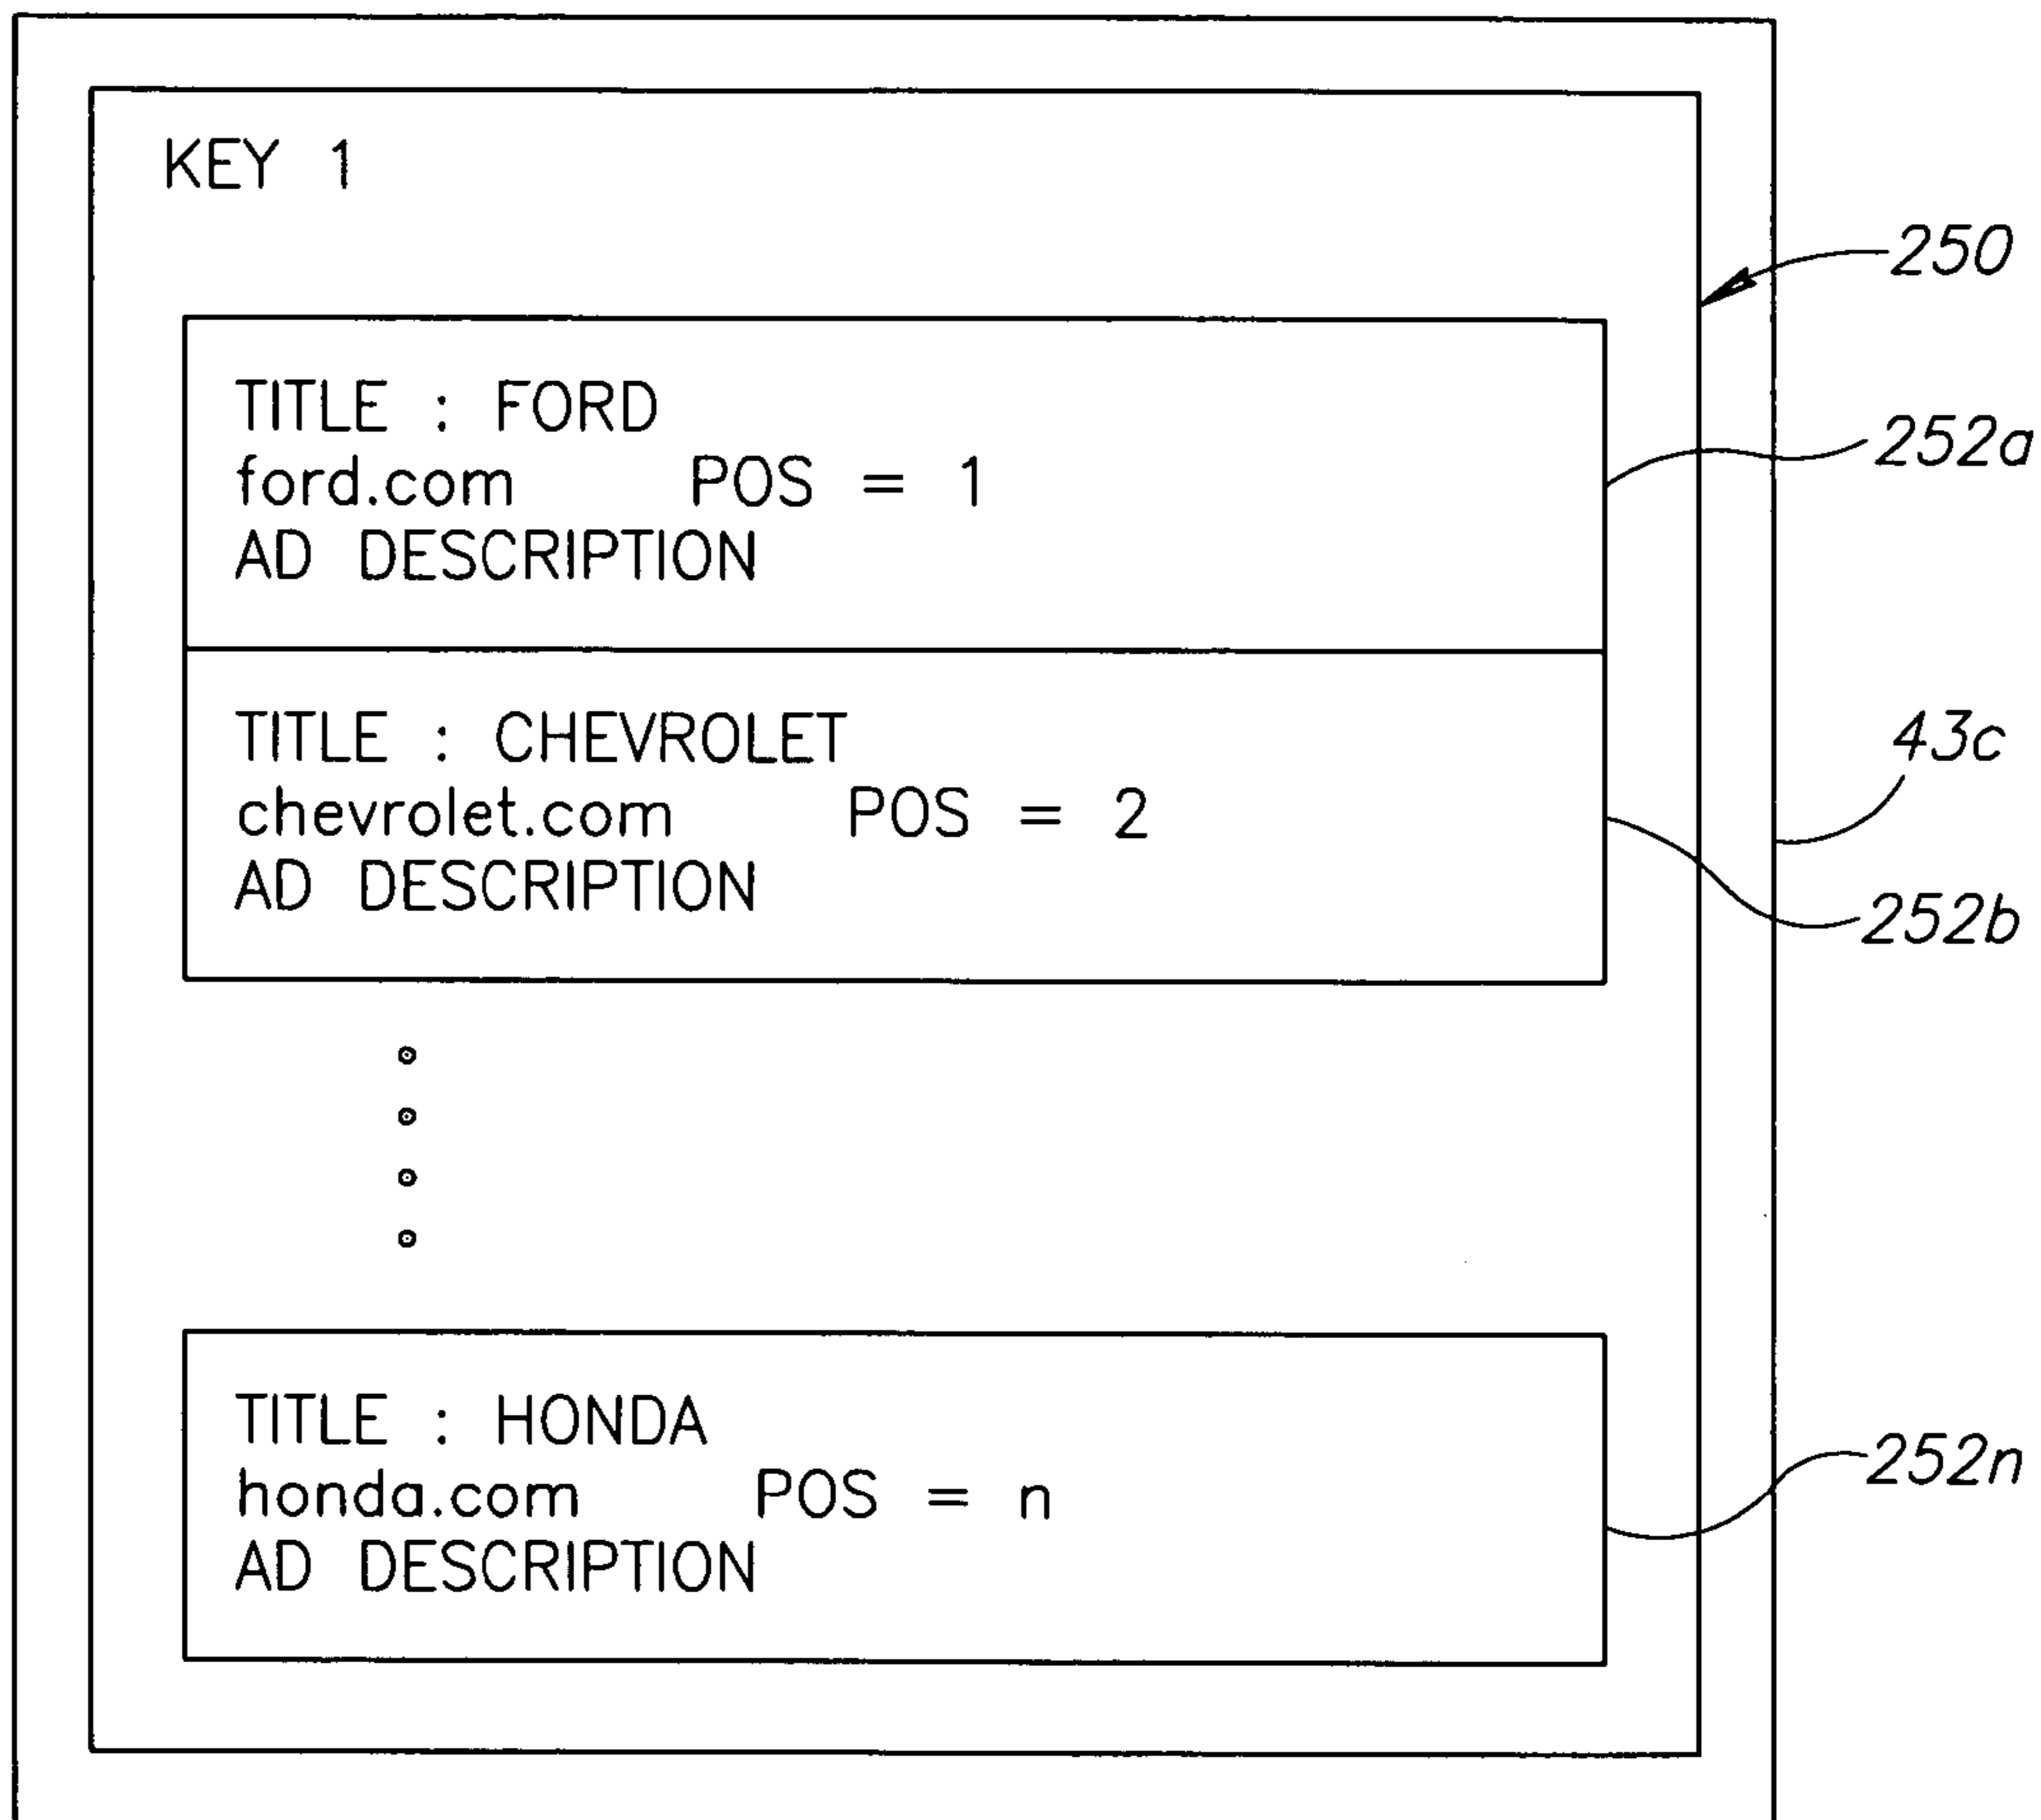 KEY 1
250
TITLE : FORD
ford.com POS = 1
AD DESCRIPTION
252a
TITLE : CHEVROLET
chevrolet.com POS = 2
AD DESCRIPTION
43c
252b
TITLE : HONDA
honda.com POS = n
AD DESCRIPTION
252n